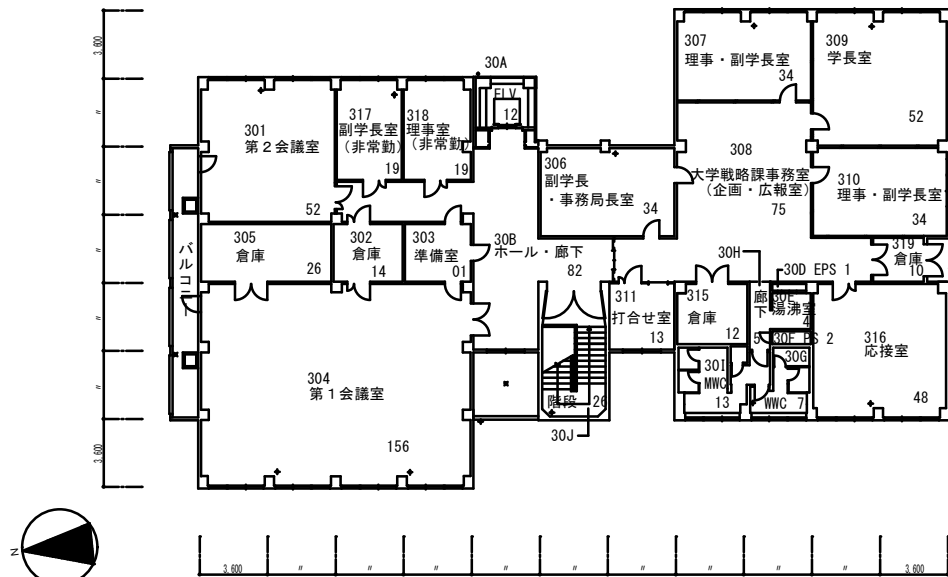 3,600
〃
〃
〃
〃
〃
3,600
307
理事・副学長室
34
309
学長室
52
30A
ELV
12
301
第２会議室
52
317
副学長室
(非常勤)
19
318
理事室
(非常勤)
19
306
副学長
・事務局長室
34
308
大学戦略課事務室
(企画・広報室)
75
310
理事・副学長室
34
バルコニー
305
倉庫
26
302
倉庫
14
303
準備室
01
30B
ホール・廊下
82
30H
319
倉庫
10
30D EPS 1
311
打合せ室
13
315
倉庫
12
廊下
5
30E
湯沸室
4
30F PS 2
316
応接室
48
304
第１会議室
156
階段
26
30J
30I
MWC
13
30G
WWC
7
N
3,600
〃
〃
〃
〃
〃
〃
〃
〃
〃
3,600